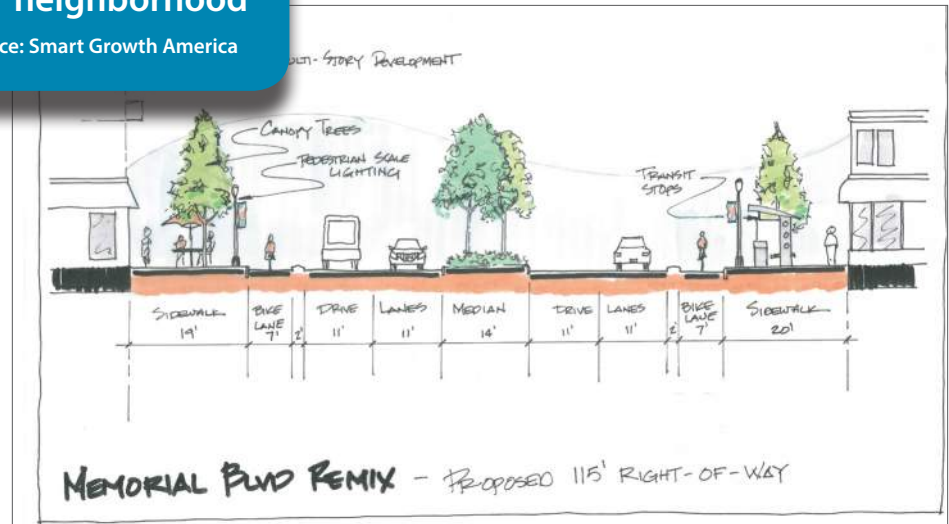 neighborhood
ce: Smart Growth America
ULTI-STORY DEVELOPMENT
CANOPY TREES
PEDESTRIAN SCALE
LIGHTING
TRANSIT
STOPS
SIDEWALK
19'
BIKE
LANE
7'
2'
DRIVE
11'
LANES
11'
MEDIAN
14'
DRIVE
11'
LANES
11'
2'
BIKE
LANE
7'
SIDEWALK
20'
MEMORIAL BLVD REMIX - PROPOSED 115' RIGHT-OF-WAY